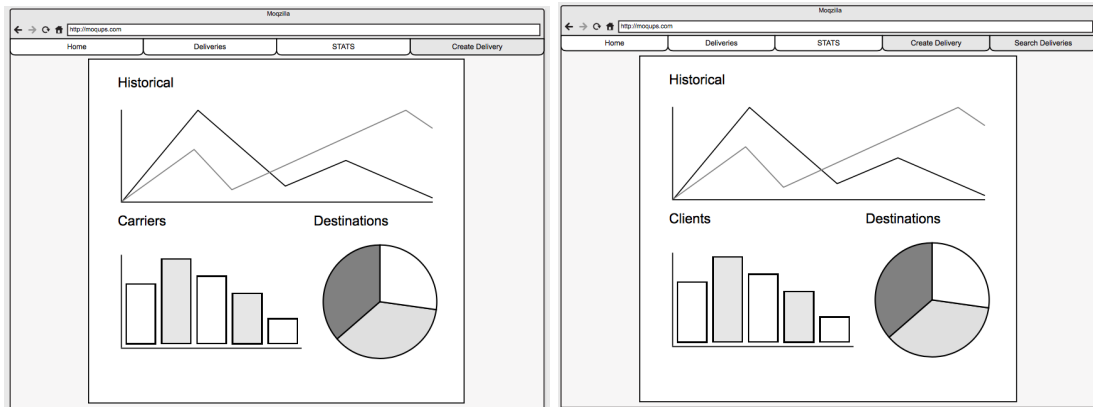 Moqzilla
http://moqups.com
Home Deliveries STATS Create Delivery
Historical
Carriers Destinations
Moqzilla
http://moqups.com
Home Deliveries STATS Create Delivery Search Deliveries
Historical
Clients Destinations